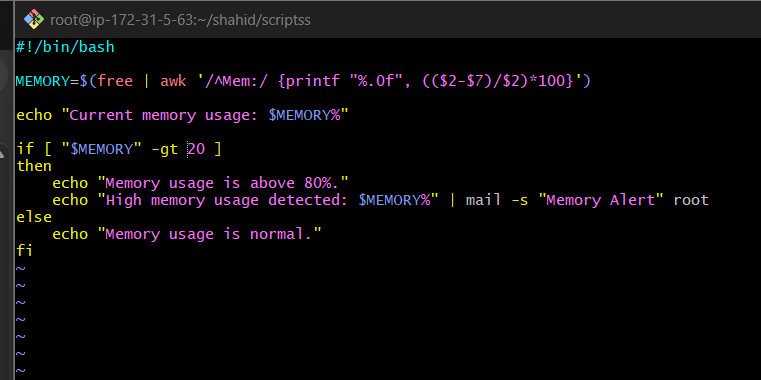 root@ip-172-31-5-63:~/shahid/scriptss
#!/bin/bash
MEMORY=$(free | awk '/^Mem:/ {printf "%.0f", (($2-$7)/$2)*100}')
echo "Current memory usage: $MEMORY%"
if [ "$MEMORY" -gt 20 ]
then
    echo "Memory usage is above 80%."
    echo "High memory usage detected: $MEMORY%" | mail -s "Memory Alert" root
else
    echo "Memory usage is normal."
fi
~
~
~
~
~
~
~